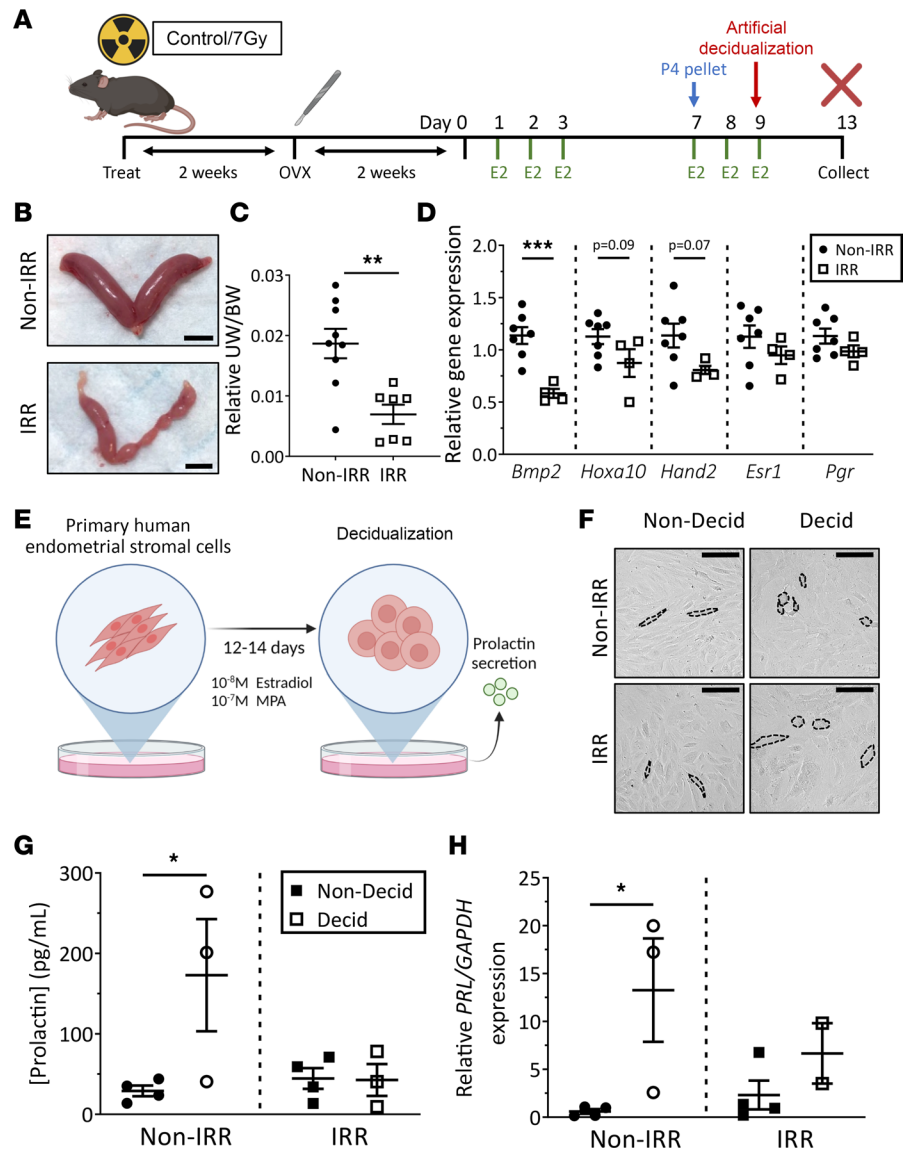 A
Control/7Gy
Artificial
decidualization
P4 pellet
Day 0 1 2 3 7 8 9 13
E2 E2 E2 E2 E2 E2
Treat 2 weeks OVX 2 weeks Collect
B
Non-IRR
IRR
C
**
Relative UW/BW
0.03
0.02
0.01
0.00
Non-IRR IRR
D
Relative gene expression
2.0
1.5
1.0
0.5
0.0
***
p=0.09
p=0.07
Non-IRR
IRR
Bmp2 Hoxa10 Hand2 Esr1 Pgr
E
Primary human
endometrial stromal cells
Decidualization
12-14 days
10⁻⁸M Estradiol
10⁻⁷M MPA
Prolactin
secretion
F
Non-Decid Decid
Non-IRR
IRR
G
[Prolactin] (pg/mL)
300
200
100
0
*
Non-Decid
Decid
Non-IRR IRR
H
Relative PRL/GAPDH
expression
25
20
15
10
5
0
*
Non-IRR IRR